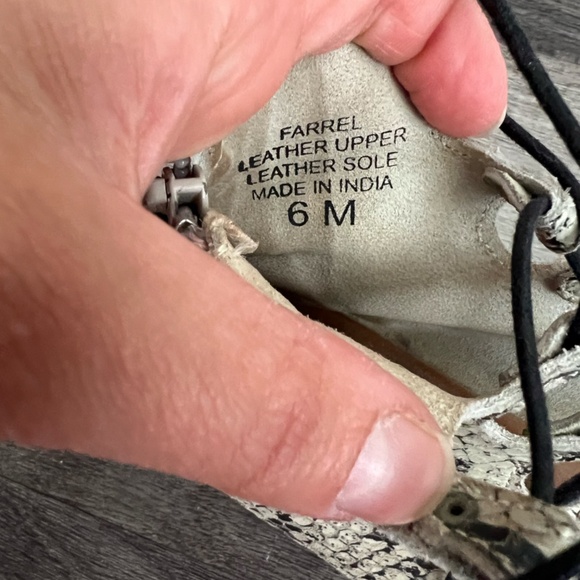 FARREL
LEATHER UPPER
LEATHER SOLE
MADE IN INDIA
6 M